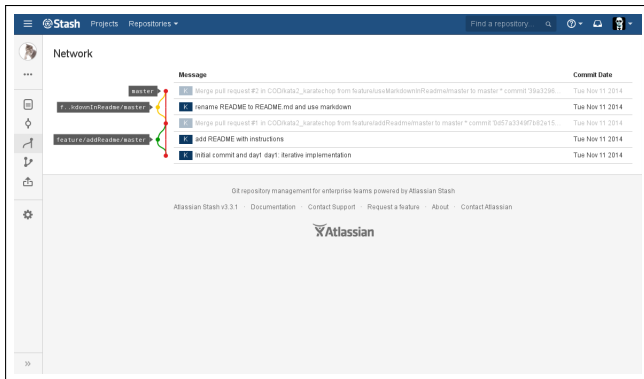 Stash Projects Repositories Find a repository...
Network
Message Commit Date
master K Merge pull request #2 in COD/kata2_karatechop from feature/useMarkdownInReadme/master to master * commit Tue Nov 11 2014
f..kdownInReadme/master K rename README to README.md and use markdown Tue Nov 11 2014
K Merge pull request #1 in COD/kata2_karatechop from feature/addReadme/master to master * commit Tue Nov 11 2014
feature/addReadme/master K add README with instructions Tue Nov 11 2014
K initial commit and day1 day1: iterative implementation Tue Nov 11 2014
Git repository management for enterprise teams powered by Atlassian Stash
Atlassian Stash v3.3.1 · Documentation · Contact Support · Request a feature · About · Contact Atlassian
Atlassian